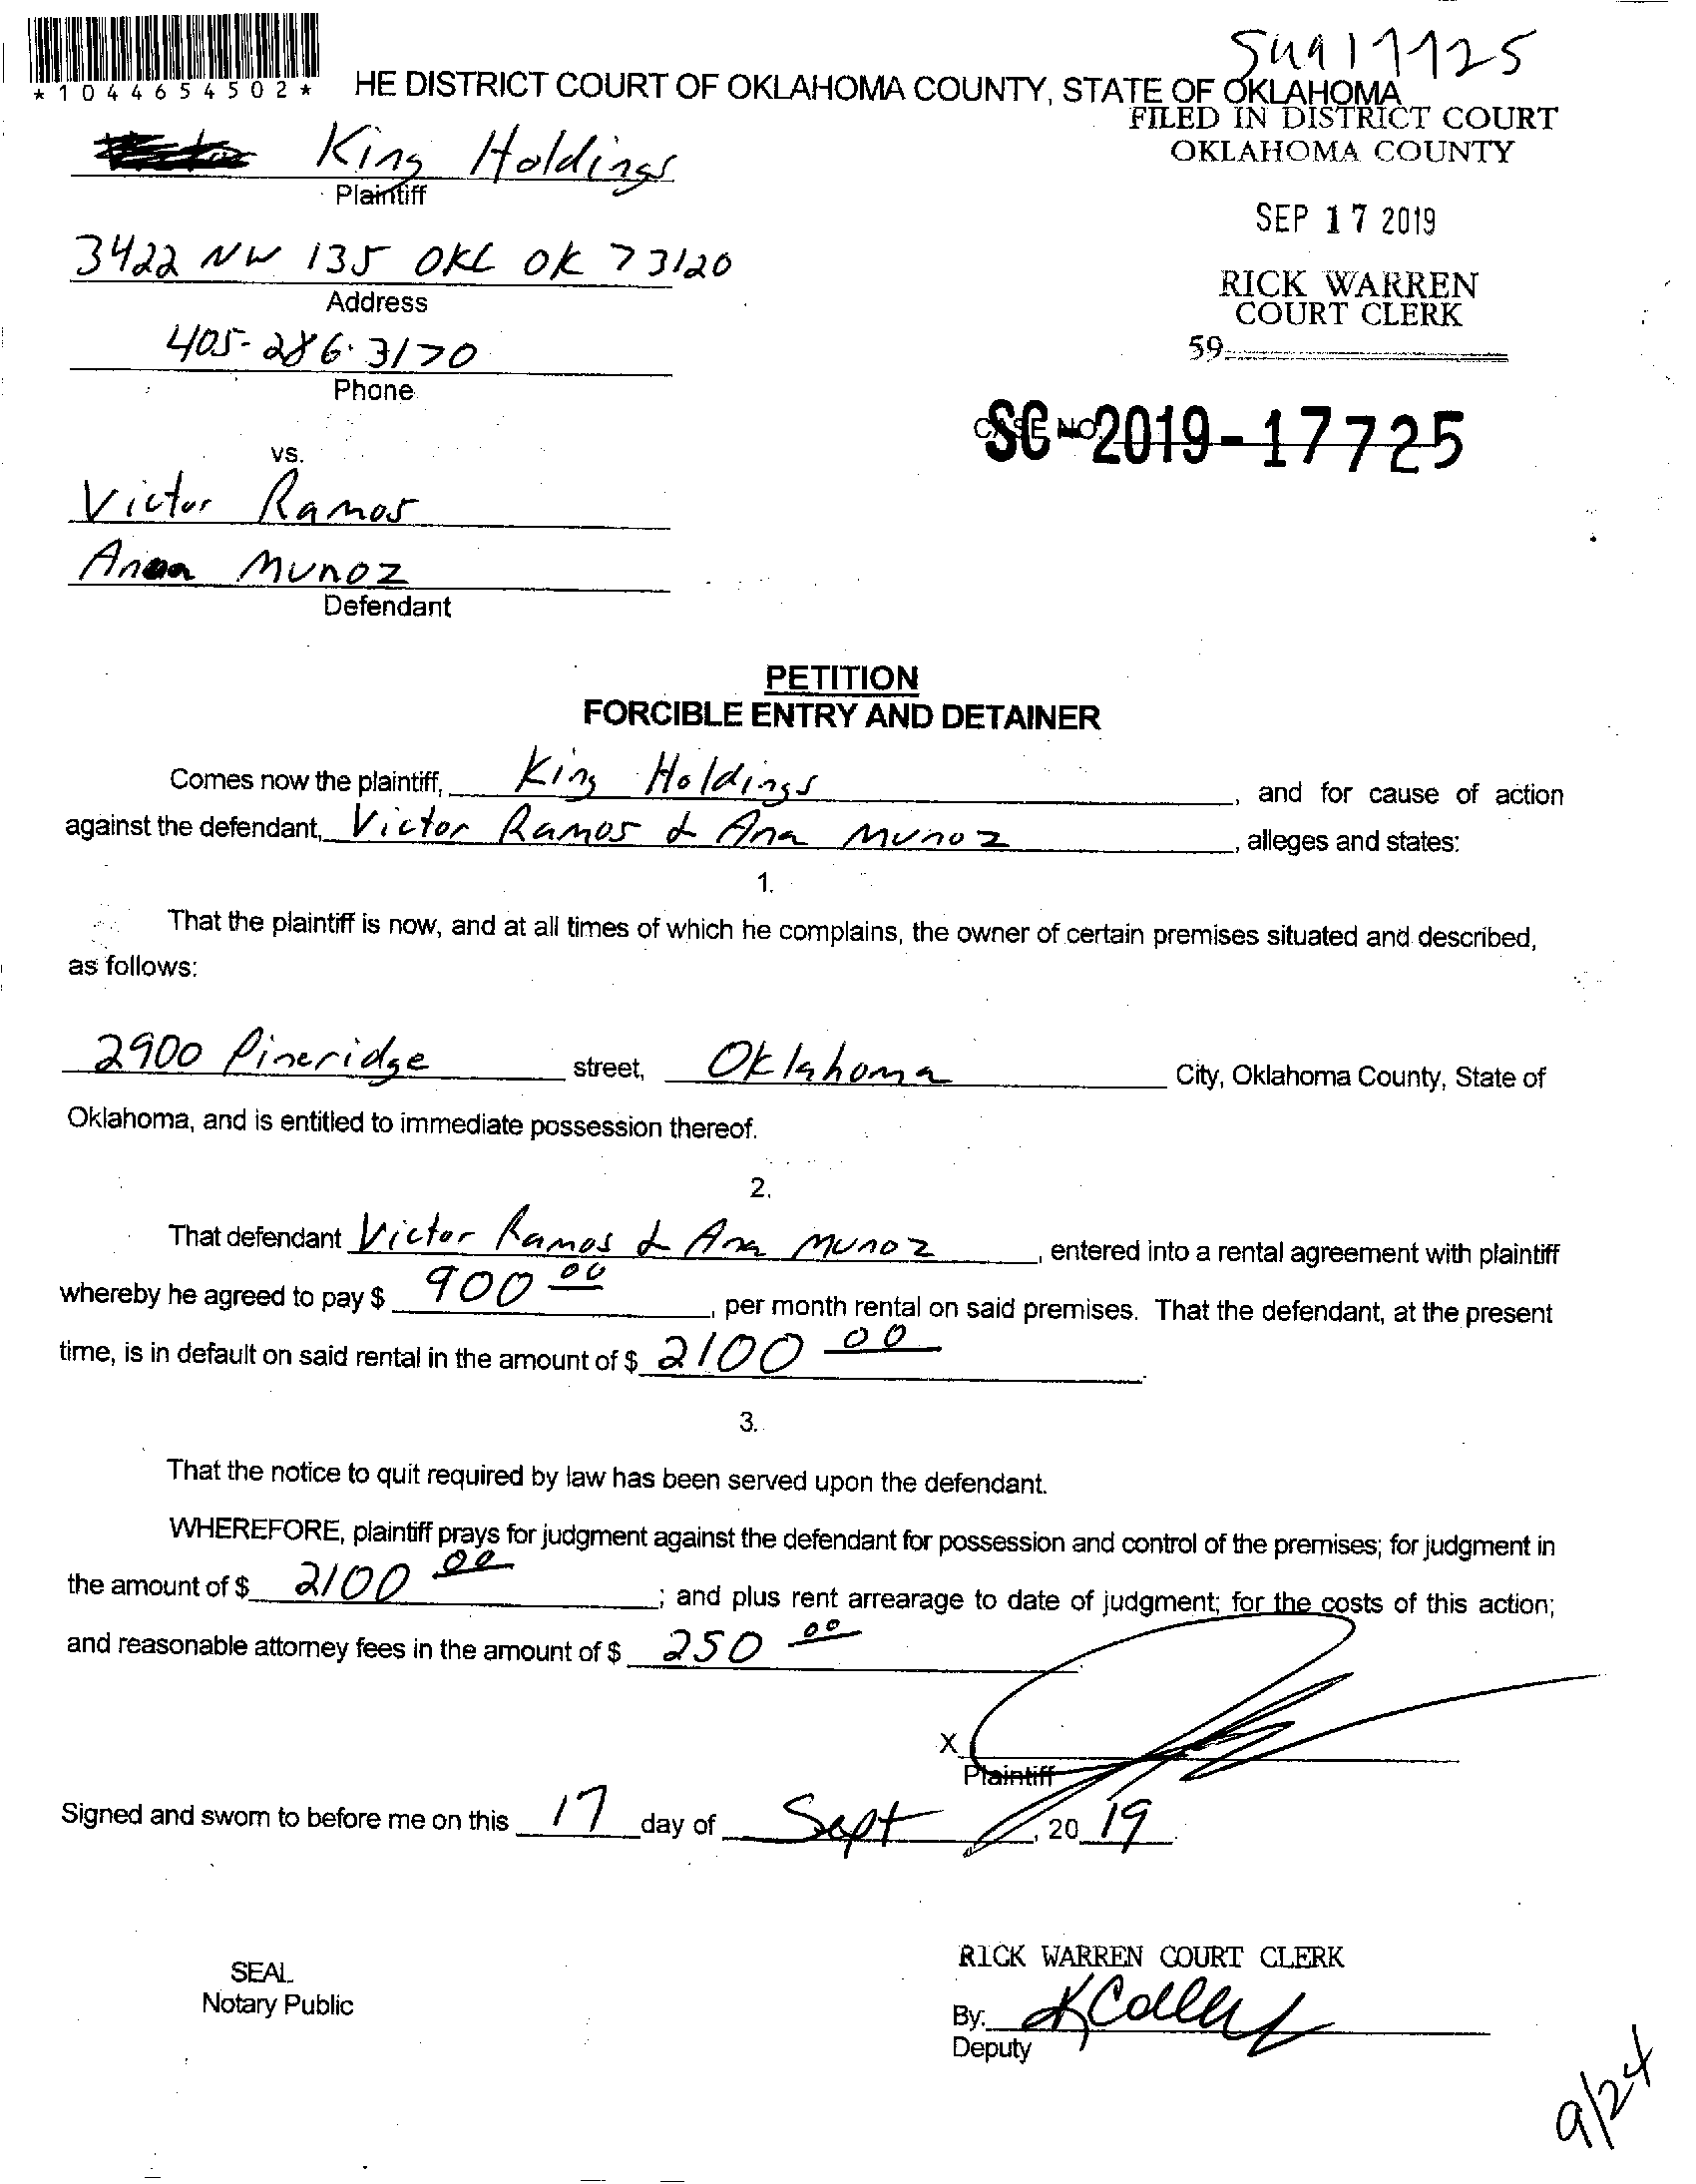 *1044654502*
HE DISTRICT COURT OF OKLAHOMA COUNTY, STATE OF OKLAHOMA
FILED IN DISTRICT COURT
OKLAHOMA COUNTY
King Holdings
Plaintiff
SEP 17 2019
3422 NW 135 OKC OK 73120
Address
RICK WARREN
COURT CLERK
405-286-3170
59
Phone
CASE NO.
SC-2019-17725
vs.
Victor Ramos
Ana Munoz
Defendant
PETITION
FORCIBLE ENTRY AND DETAINER
Comes now the plaintiff, King Holdings, and for cause of action
against the defendant, Victor Ramos & Ana Munoz, alleges and states:
1.
That the plaintiff is now, and at all times of which he complains, the owner of certain premises situated and described,
as follows:
2900 Pineridge street, Oklahoma City, Oklahoma County, State of
Oklahoma, and is entitled to immediate possession thereof.
2.
That defendant Victor Ramos & Ana Munoz, entered into a rental agreement with plaintiff
whereby he agreed to pay $ 900 00, per month rental on said premises. That the defendant, at the present
time, is in default on said rental in the amount of $ 2100 00.
3.
That the notice to quit required by law has been served upon the defendant.
WHEREFORE, plaintiff prays for judgment against the defendant for possession and control of the premises; for judgment in
the amount of $ 2100 00; and plus rent arrearage to date of judgment; for the costs of this action;
and reasonable attorney fees in the amount of $ 250 00.
X
Plaintiff
Signed and sworn to before me on this 17 day of Sept, 20 19.
SEAL
Notary Public
RICK WARREN COURT CLERK
By:
Deputy
9/24